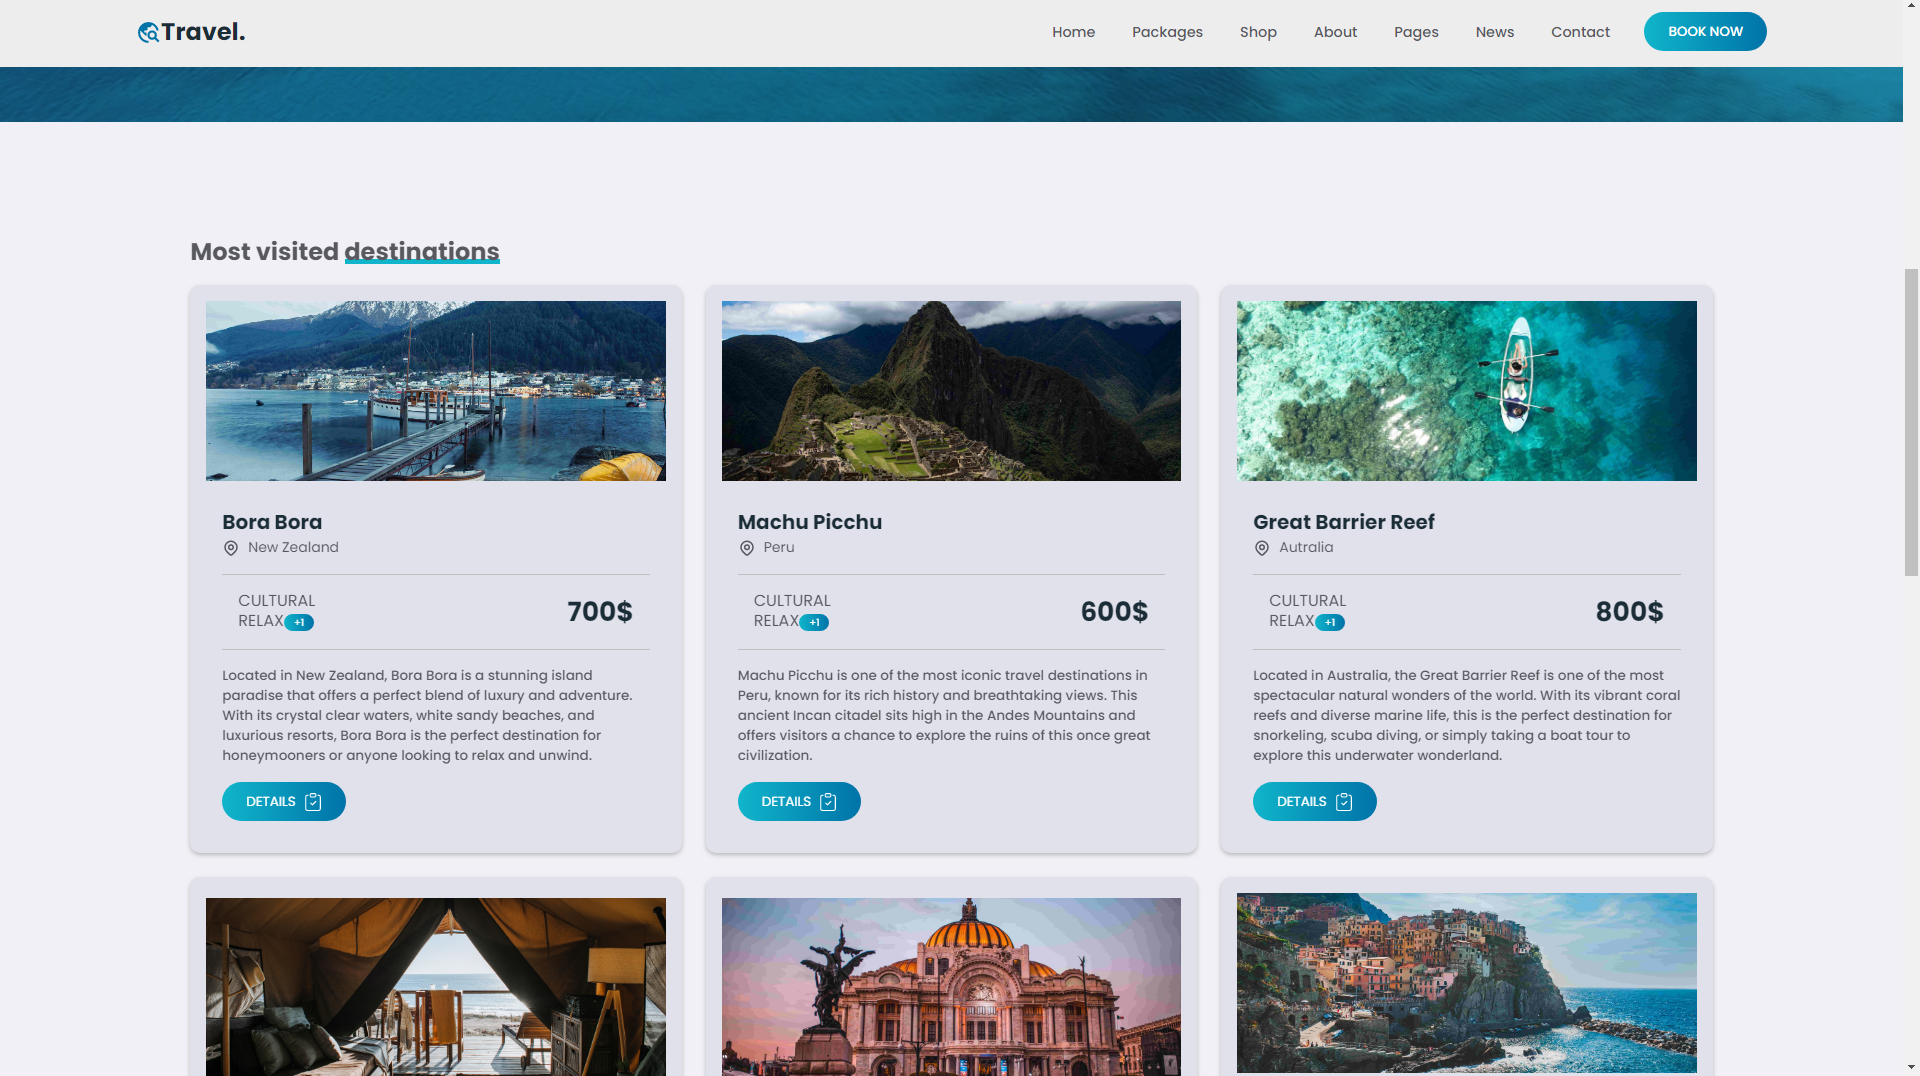 Travel.
Home
Packages
Shop
About
Pages
News
Contact
BOOK NOW
Most visited destinations
Bora Bora
New Zealand
CULTURAL
RELAX +1
700$
Located in New Zealand, Bora Bora is a stunning island
paradise that offers a perfect blend of luxury and adventure.
With its crystal clear waters, white sandy beaches, and
luxurious resorts, Bora Bora is the perfect destination for
honeymooners or anyone looking to relax and unwind.
DETAILS
Machu Picchu
Peru
CULTURAL
RELAX +1
600$
Machu Picchu is one of the most iconic travel destinations in
Peru, known for its rich history and breathtaking views. This
ancient Incan citadel sits high in the Andes Mountains and
offers visitors a chance to explore the ruins of this once great
civilization.
DETAILS
Great Barrier Reef
Autralia
CULTURAL
RELAX +1
800$
Located in Australia, the Great Barrier Reef is one of the most
spectacular natural wonders of the world. With its vibrant coral
reefs and diverse marine life, this is the perfect destination for
snorkeling, scuba diving, or simply taking a boat tour to
explore this underwater wonderland.
DETAILS